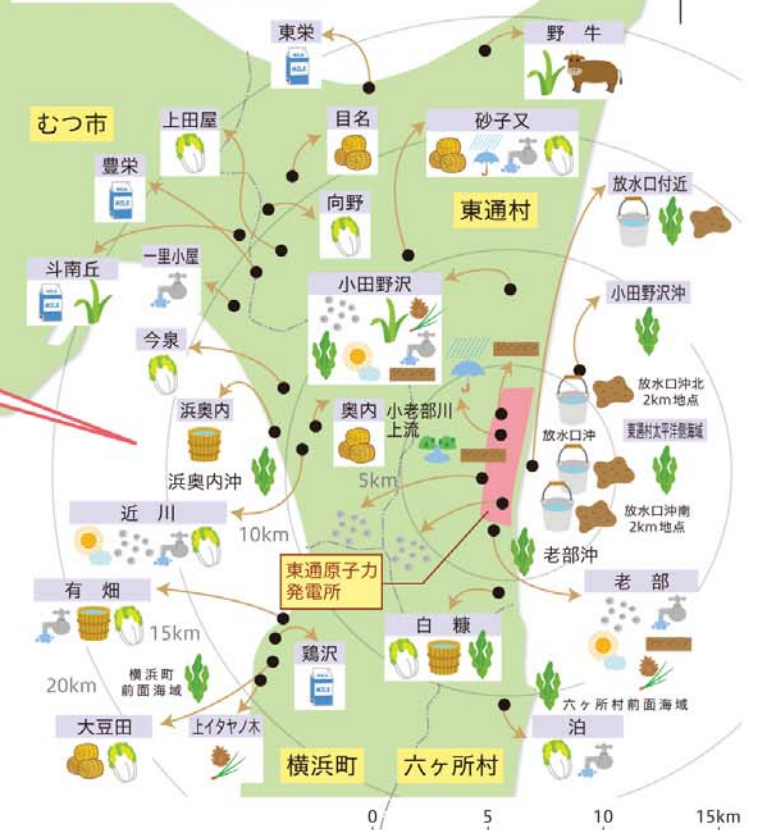 東栄
野 牛
むつ市
上田屋
目名
砂子又
豊栄
東通村
放水口付近
向野
斗南丘
一里小屋
小田野沢
小田野沢沖
今泉
浜奥内
奥内
小老部川
上流
放水口沖北
2km地点
放水口沖
東通村太平洋側海域
浜奥内沖
5km
近 川
10km
放水口沖南
2km地点
老部沖
東通原子力
発電所
老 部
有 畑
15km
白 糠
鶏沢
横浜町
前面海域
20km
六ヶ所村前面海域
大豆田
上イタヤノ木
泊
横浜町
六ヶ所村
0 5 10 15km
MILK
MILK
MILK
MILK